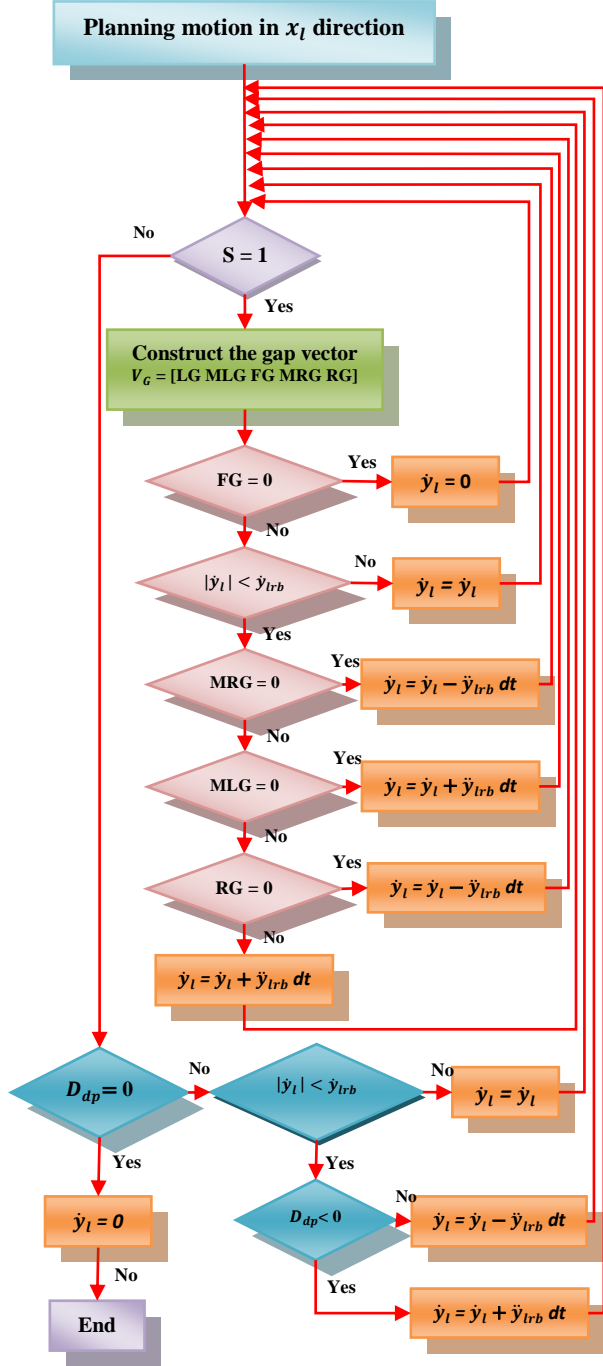 Planning motion in x_l direction
No
S = 1
Yes
Construct the gap vector
V_G = [LG MLG FG MRG RG]
FG = 0
Yes
ẏ_l = 0
No
|ẏ_l| < ẏ_lrb
No
ẏ_l = ẏ_l
Yes
MRG = 0
Yes
ẏ_l = ẏ_l − ÿ_lrb dt
No
MLG = 0
Yes
ẏ_l = ẏ_l + ÿ_lrb dt
No
RG = 0
Yes
ẏ_l = ẏ_l − ÿ_lrb dt
No
ẏ_l = ẏ_l + ÿ_lrb dt
D_dp = 0
No
|ẏ_l| < ẏ_lrb
No
ẏ_l = ẏ_l
Yes
Yes
ẏ_l = 0
D_dp < 0
No
ẏ_l = ẏ_l − ÿ_lrb dt
No
Yes
End
ẏ_l = ẏ_l + ÿ_lrb dt